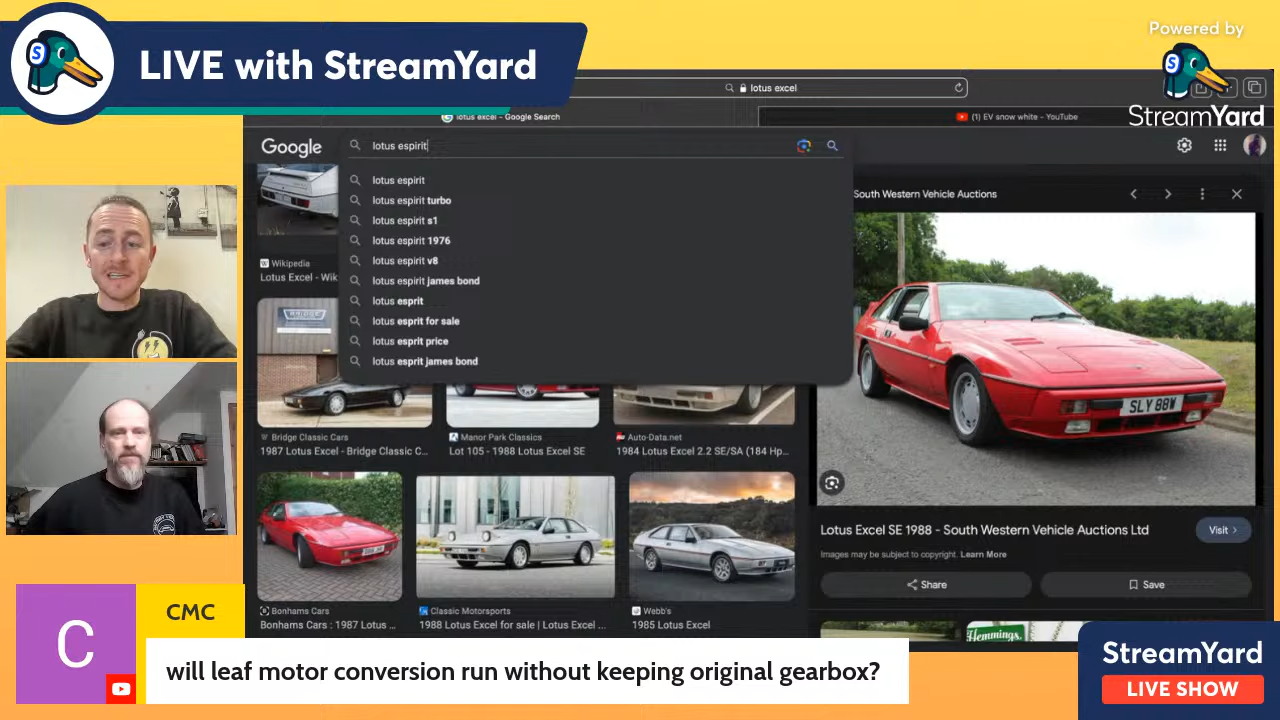 LIVE with StreamYard
Powered by
StreamYard
lotus excel
lotus excel - Google Search
(1) EV snow white - YouTube
Google
lotus espirit
lotus espirit
lotus espirit turbo
lotus espirit s1
lotus espirit 1976
lotus espirit v8
lotus espirit james bond
lotus esprit
lotus esprit for sale
lotus esprit price
lotus esprit james bond
South Western Vehicle Auctions
Wikipedia
Lotus Excel - Wik
BRIDGE
SLY 88W
Bridge Classic Cars
1987 Lotus Excel - Bridge Classic C...
Manor Park Classics
Lot 105 - 1988 Lotus Excel SE
Auto-Data.net
1984 Lotus Excel 2.2 SE/SA (184 Hp...
Lotus Excel SE 1988 - South Western Vehicle Auctions Ltd
Visit
Images may be subject to copyright. Learn More
Share
Save
Bonhams Cars
Bonhams Cars : 1987 Lotus ...
Classic Motorsports
1988 Lotus Excel for sale | Lotus Excel ...
Webb's
1985 Lotus Excel
Hemmings.
C
CMC
will leaf motor conversion run without keeping original gearbox?
StreamYard
LIVE SHOW